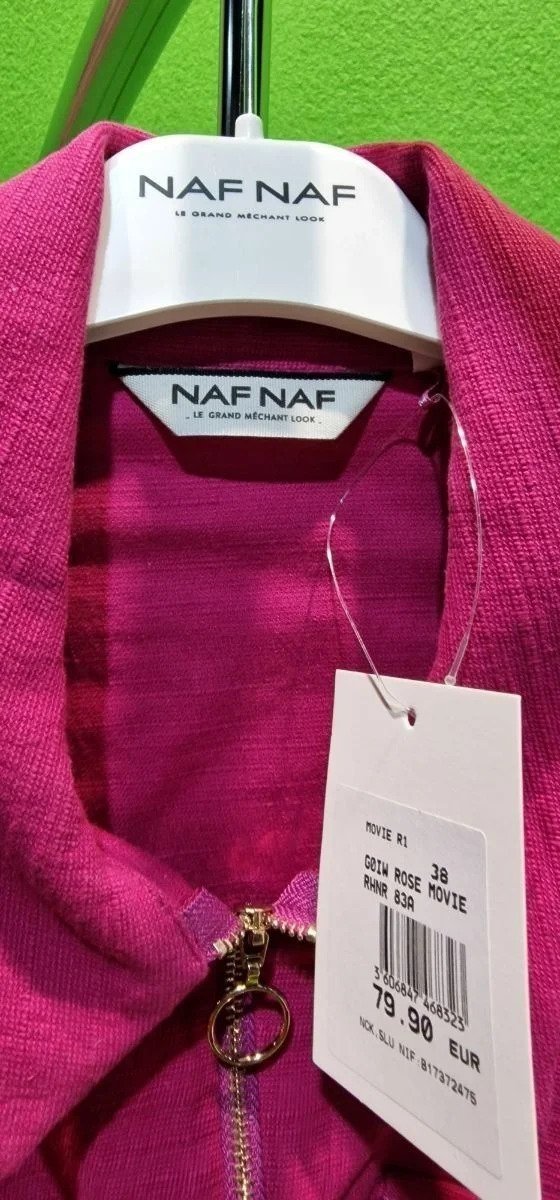 NAF NAF
LE GRAND MÉCHANT LOOK
NAF NAF
_ LE GRAND MÉCHANT LOOK _
MOVIE R1
38
G0IW ROSE MOVIE
RHNR 83A
3 606847 468323
79.90 EUR
NCK.SLU NIF:B17372475